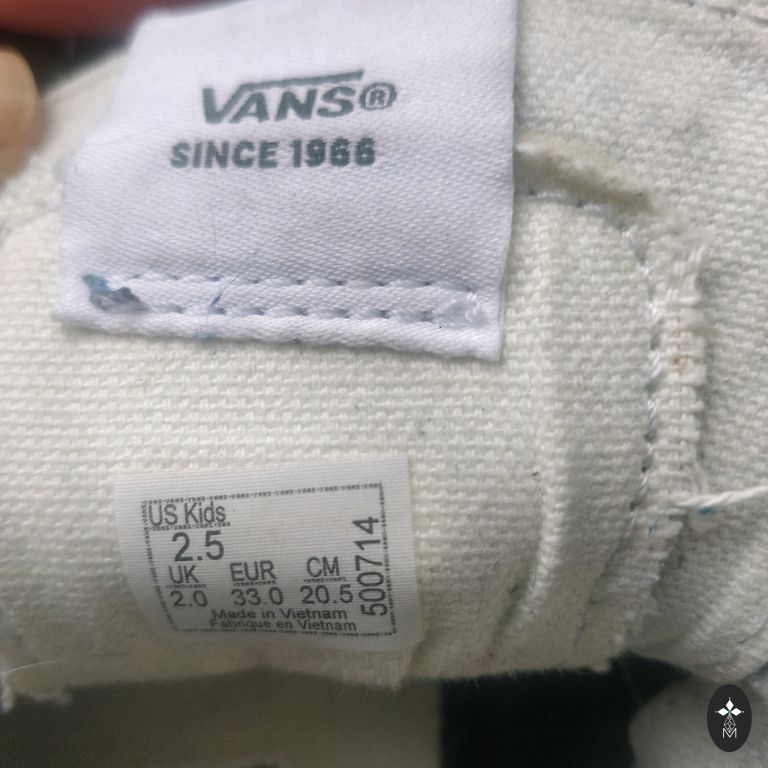 VANS®
SINCE 1966
US Kids
2.5
UK EUR CM
2.0 33.0 20.5
Made in Vietnam
Fabriqué en Vietnam
500714
M